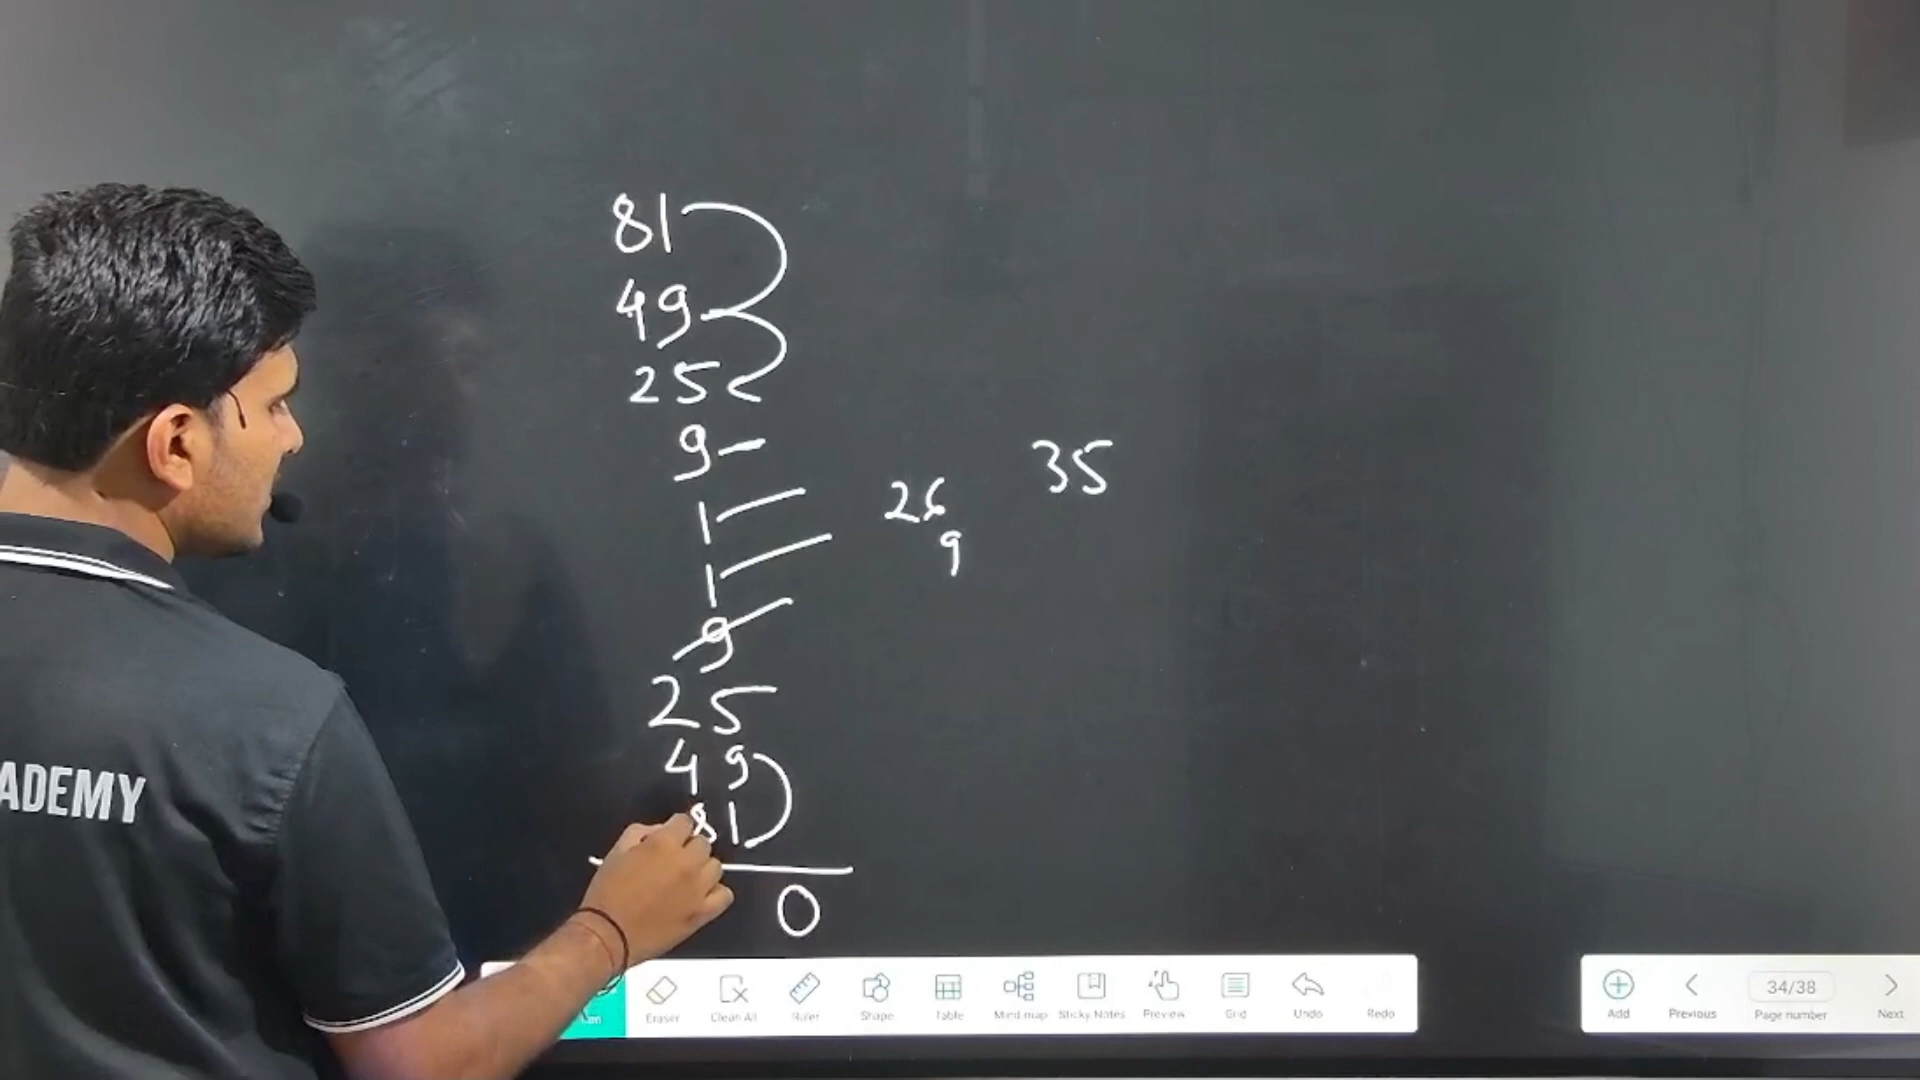 81
49
25
9
1
1
9
25
49
81
0
26
9
35
ADEMY
Eraser
Clean All
Ruler
Shape
Table
Mind map
Sticky Notes
Preview
Grid
Undo
Redo
Add
Previous
34/38
Page number
Next